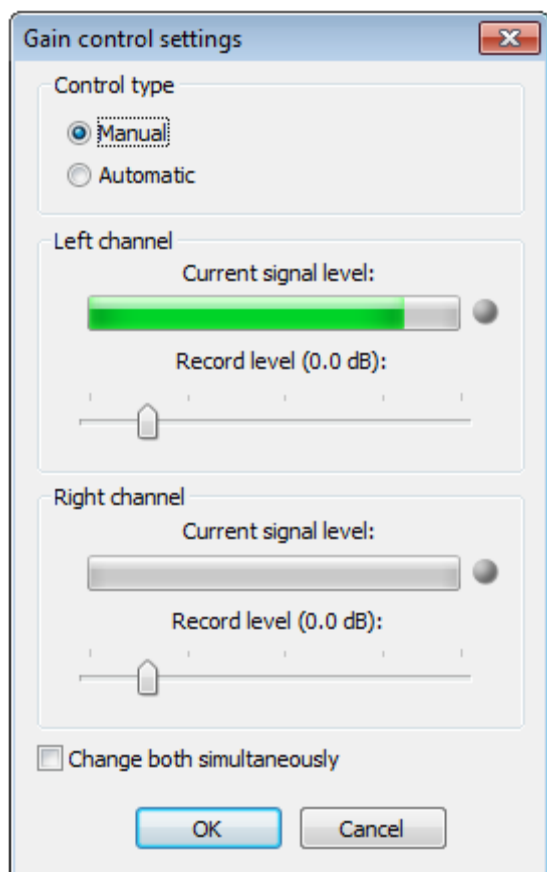 Gain control settings
Control type
Manual
Automatic
Left channel
Current signal level:
Record level (0.0 dB):
Right channel
Current signal level:
Record level (0.0 dB):
Change both simultaneously
OK Cancel